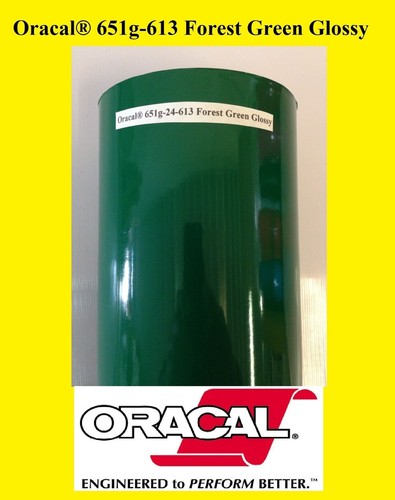 Oracal® 651g-613 Forest Green Glossy
Oracal® 651g-24-613 Forest Green Glossy
ORACAL®
ENGINEERED to PERFORM BETTER.™